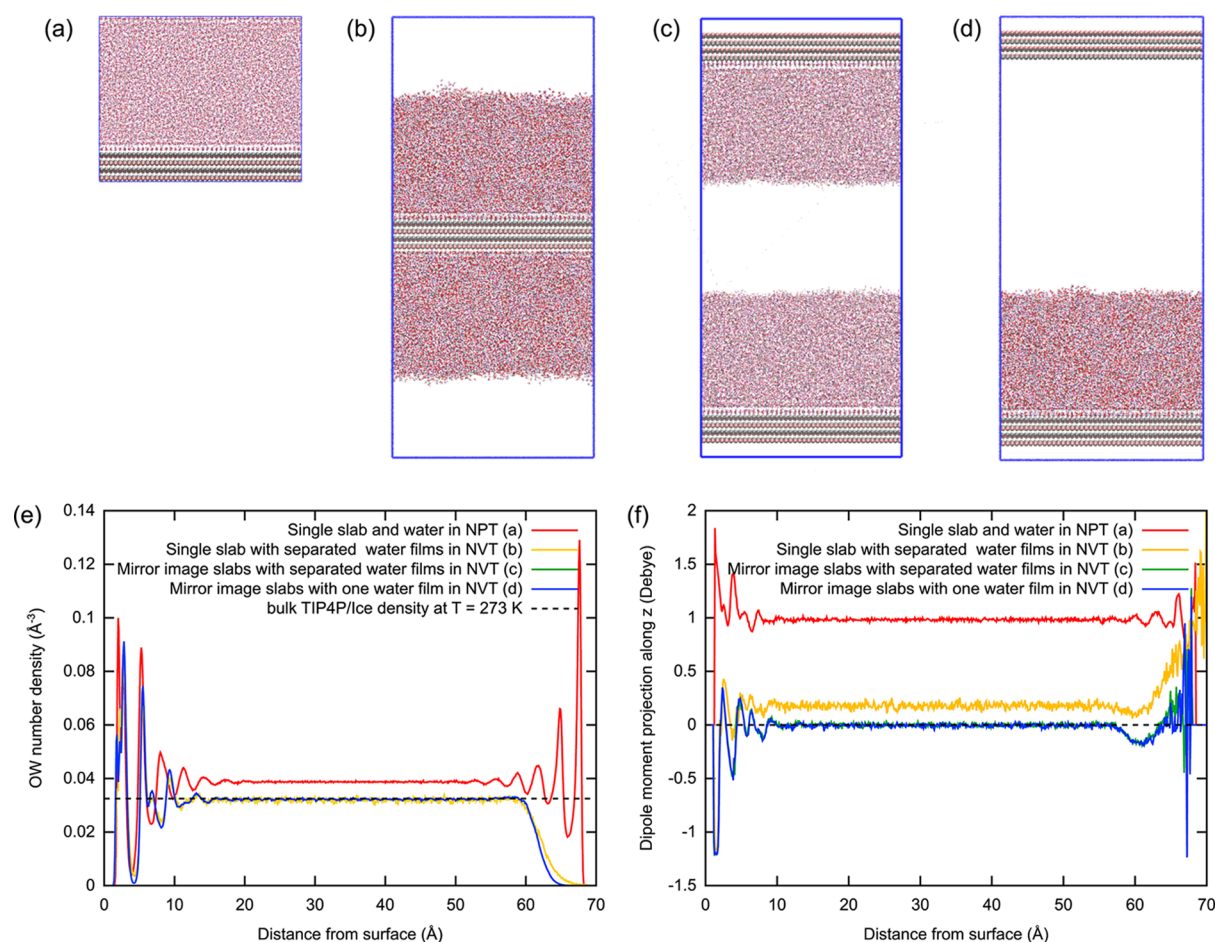 (a)
(b)
(c)
(d)
(e)
0.14
0.12
0.1
0.08
0.06
0.04
0.02
0
OW number density (Å⁻³)
Single slab and water in NPT (a)
Single slab with separated  water films in NVT (b)
Mirror image slabs with separated water films in NVT (c)
Mirror image slabs with one water film in NVT (d)
bulk TIP4P/Ice density at T = 273 K
0 10 20 30 40 50 60 70
Distance from surface (Å)
(f)
2
1.5
1
0.5
0
-0.5
-1
-1.5
Dipole moment projection along z (Debye)
Single slab and water in NPT (a)
Single slab with separated  water films in NVT (b)
Mirror image slabs with separated water films in NVT (c)
Mirror image slabs with one water film in NVT (d)
0 10 20 30 40 50 60 70
Distance from surface (Å)